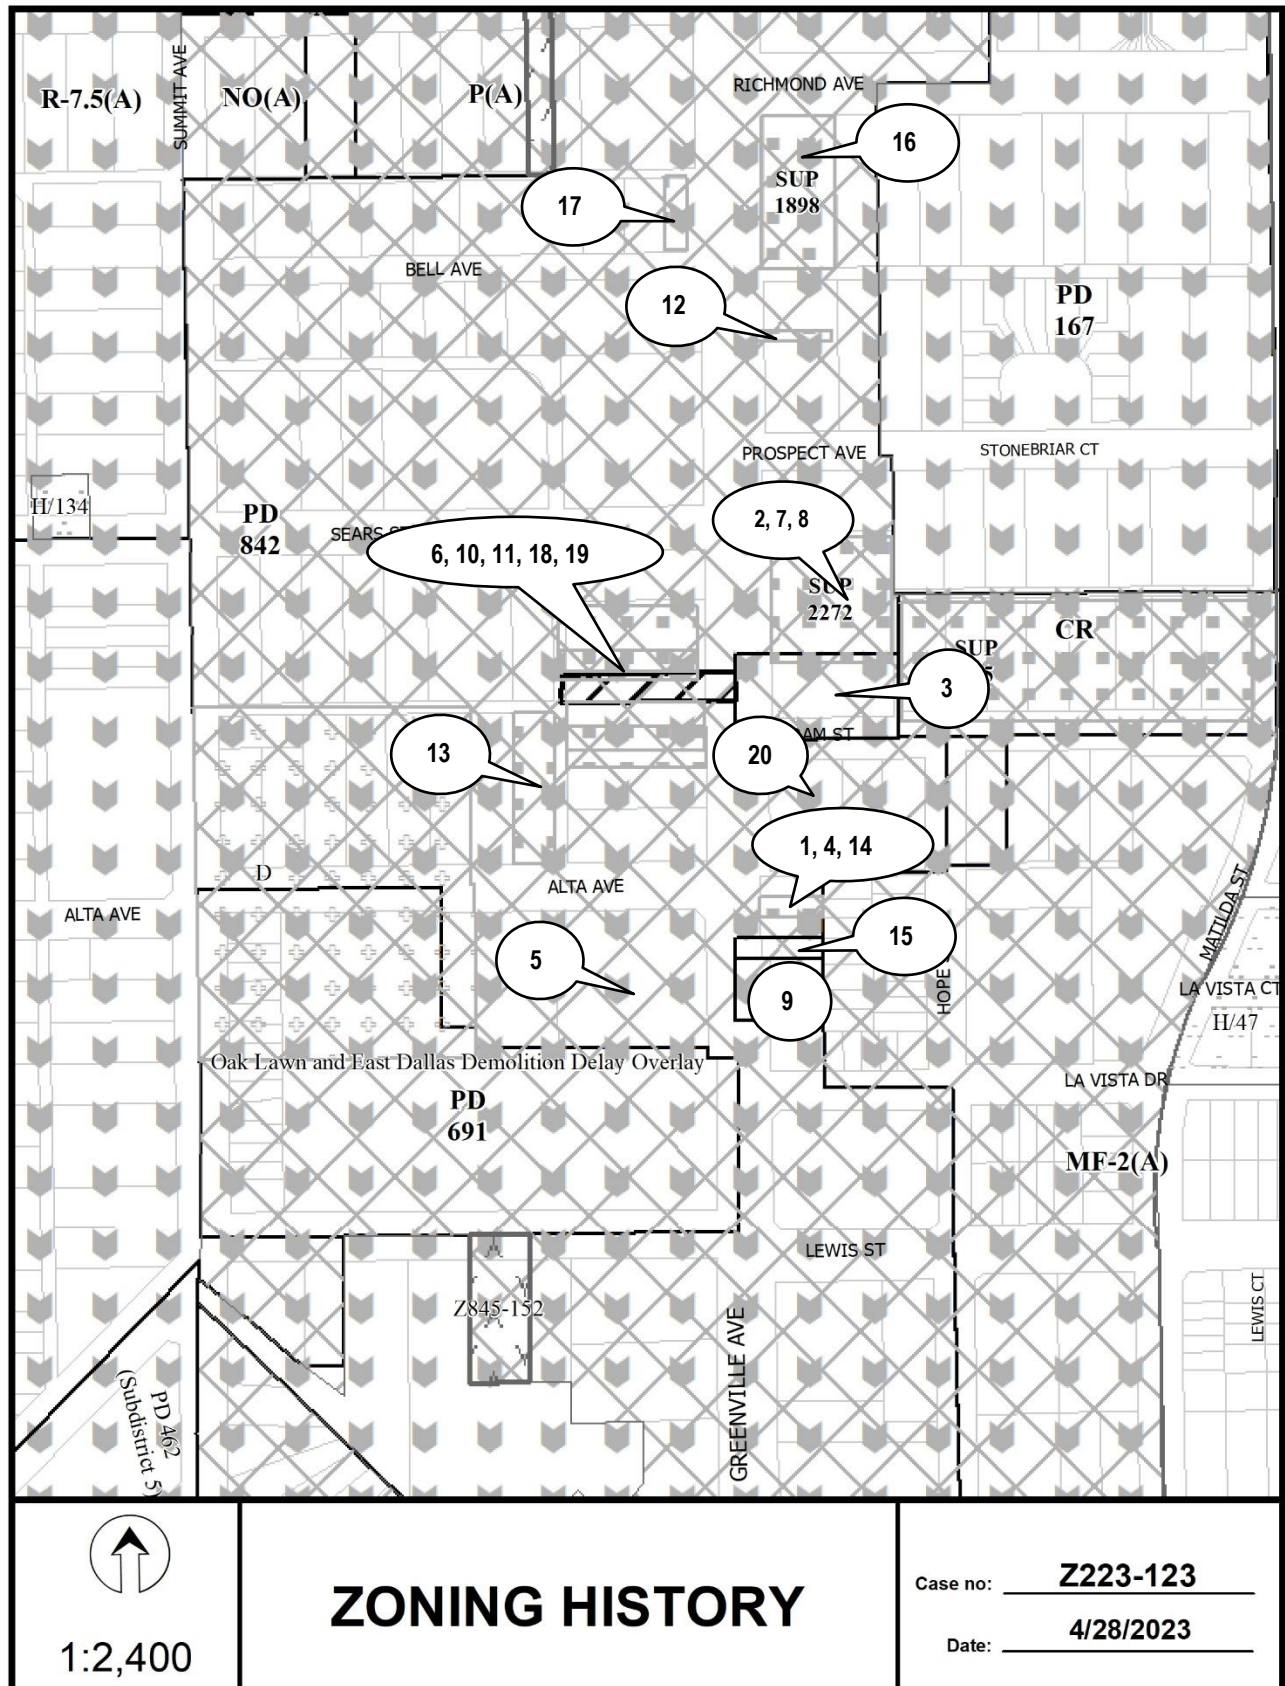 RICHMOND AVE
SUMMIT AVE
R-7.5(A)
NO(A)
P(A)
16
SUP
1898
17
BELL AVE
12
PD
167
PROSPECT AVE
STONEBRIAR CT
H/134
PD
842
2, 7, 8
6, 10, 11, 18, 19
SUP
2272
CR
SUP
3
13
20
AM ST
1, 4, 14
D
ALTA AVE
ALTA AVE
MATILDA ST
15
5
9
HOPE
LA VISTA CT
H/47
Oak Lawn and East Dallas Demolition Delay Overlay
LA VISTA DR
PD
691
MF-2(A)
LEWIS ST
Z845-152
GREENVILLE AVE
LEWIS CT
PD 462
(Subdistrict 5)
1:2,400
ZONING HISTORY
Case no: Z223-123
Date: 4/28/2023